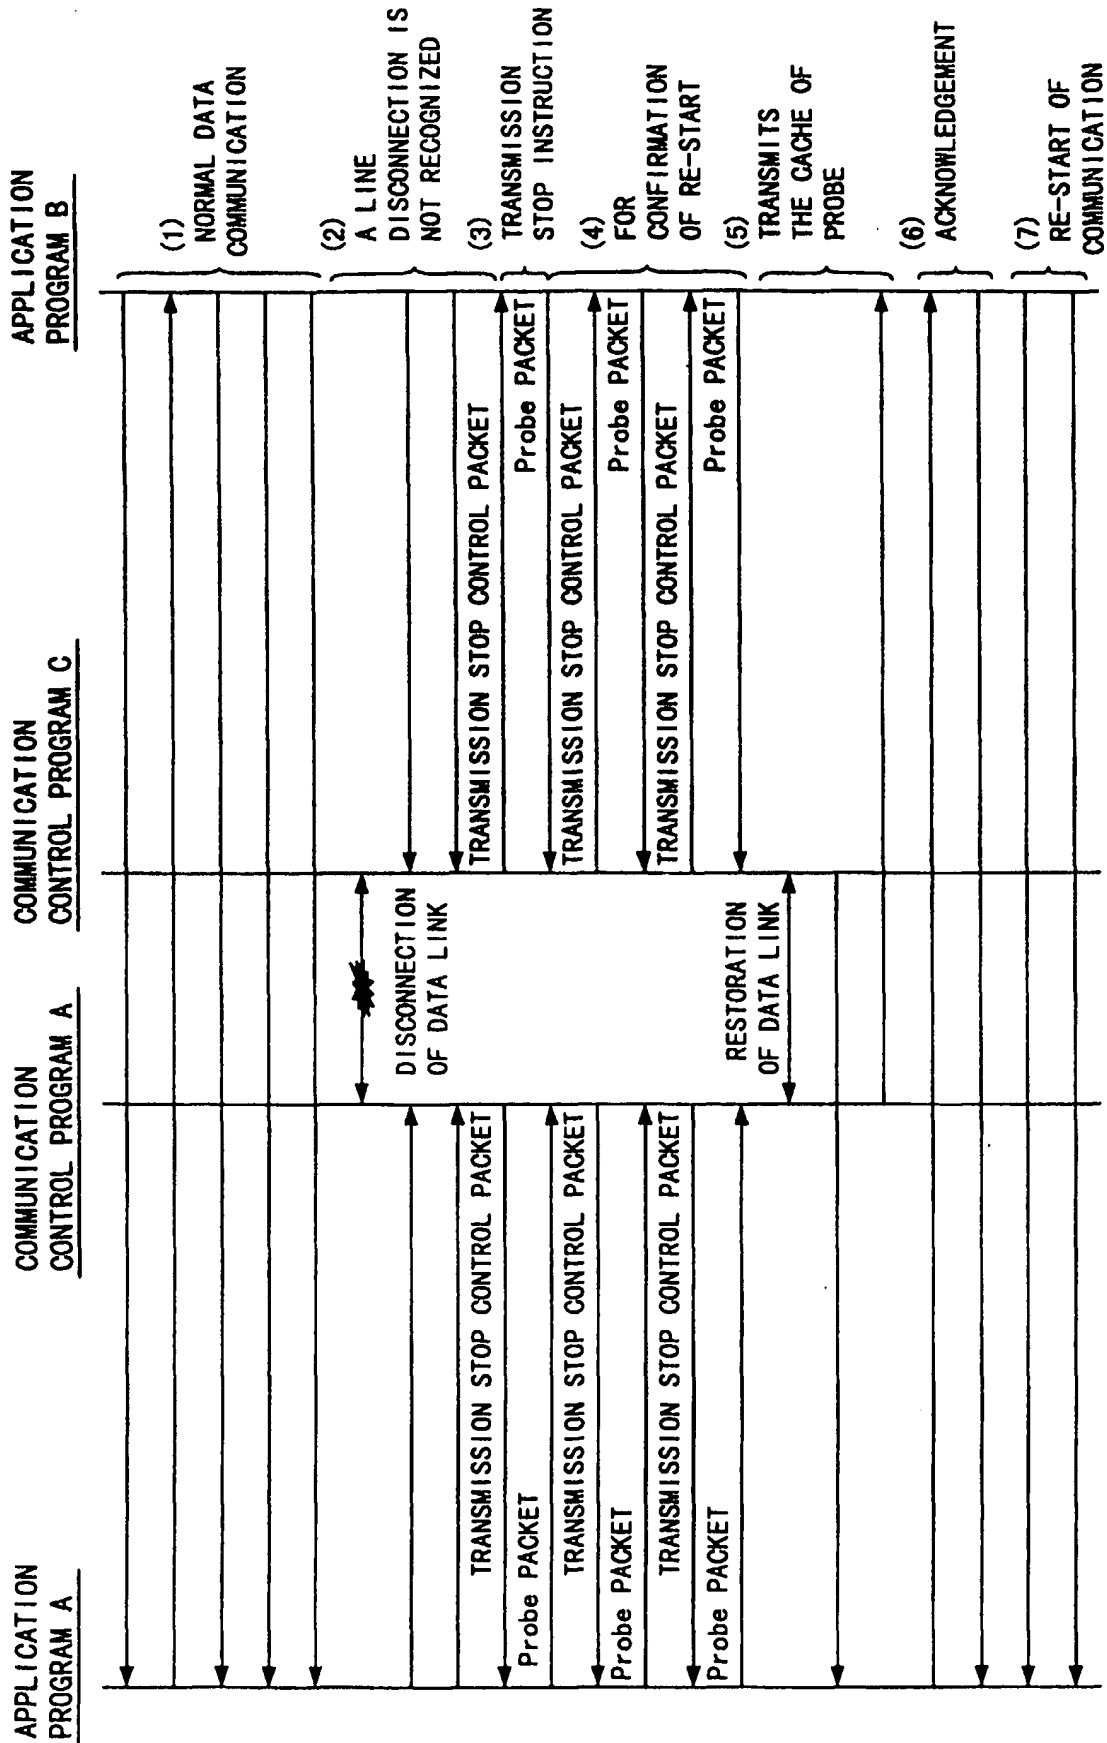 APPLICATION
PROGRAM A
COMMUNICATION
CONTROL PROGRAM A
COMMUNICATION
CONTROL PROGRAM C
APPLICATION
PROGRAM B
(1)
NORMAL DATA
COMMUNICATION
(2)
A LINE
DISCONNECTION IS
NOT RECOGNIZED
DISCONNECTION
OF DATA LINK
(3)
TRANSMISSION
STOP INSTRUCTION
TRANSMISSION STOP CONTROL PACKET
TRANSMISSION STOP CONTROL PACKET
Probe PACKET
Probe PACKET
(4)
FOR
CONFIRMATION
OF RE-START
TRANSMISSION STOP CONTROL PACKET
TRANSMISSION STOP CONTROL PACKET
Probe PACKET
Probe PACKET
TRANSMISSION STOP CONTROL PACKET
TRANSMISSION STOP CONTROL PACKET
Probe PACKET
Probe PACKET
RESTORATION
OF DATA LINK
(5)
TRANSMITS
THE CACHE OF
PROBE
(6)
ACKNOWLEDGEMENT
(7)
RE-START OF
COMMUNICATION